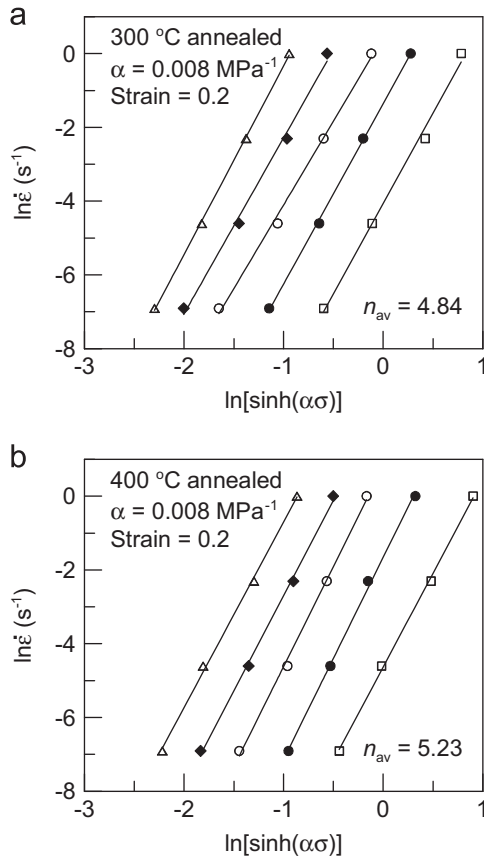 a
300 °C annealed
α = 0.008 MPa⁻¹
Strain = 0.2
0
-2
-4
-6
-8
lnε̇ (s⁻¹)
n_av = 4.84
-3 -2 -1 0 1
ln[sinh(ασ)]
b
400 °C annealed
α = 0.008 MPa⁻¹
Strain = 0.2
0
-2
-4
-6
-8
lnε̇ (s⁻¹)
n_av = 5.23
-3 -2 -1 0 1
ln[sinh(ασ)]